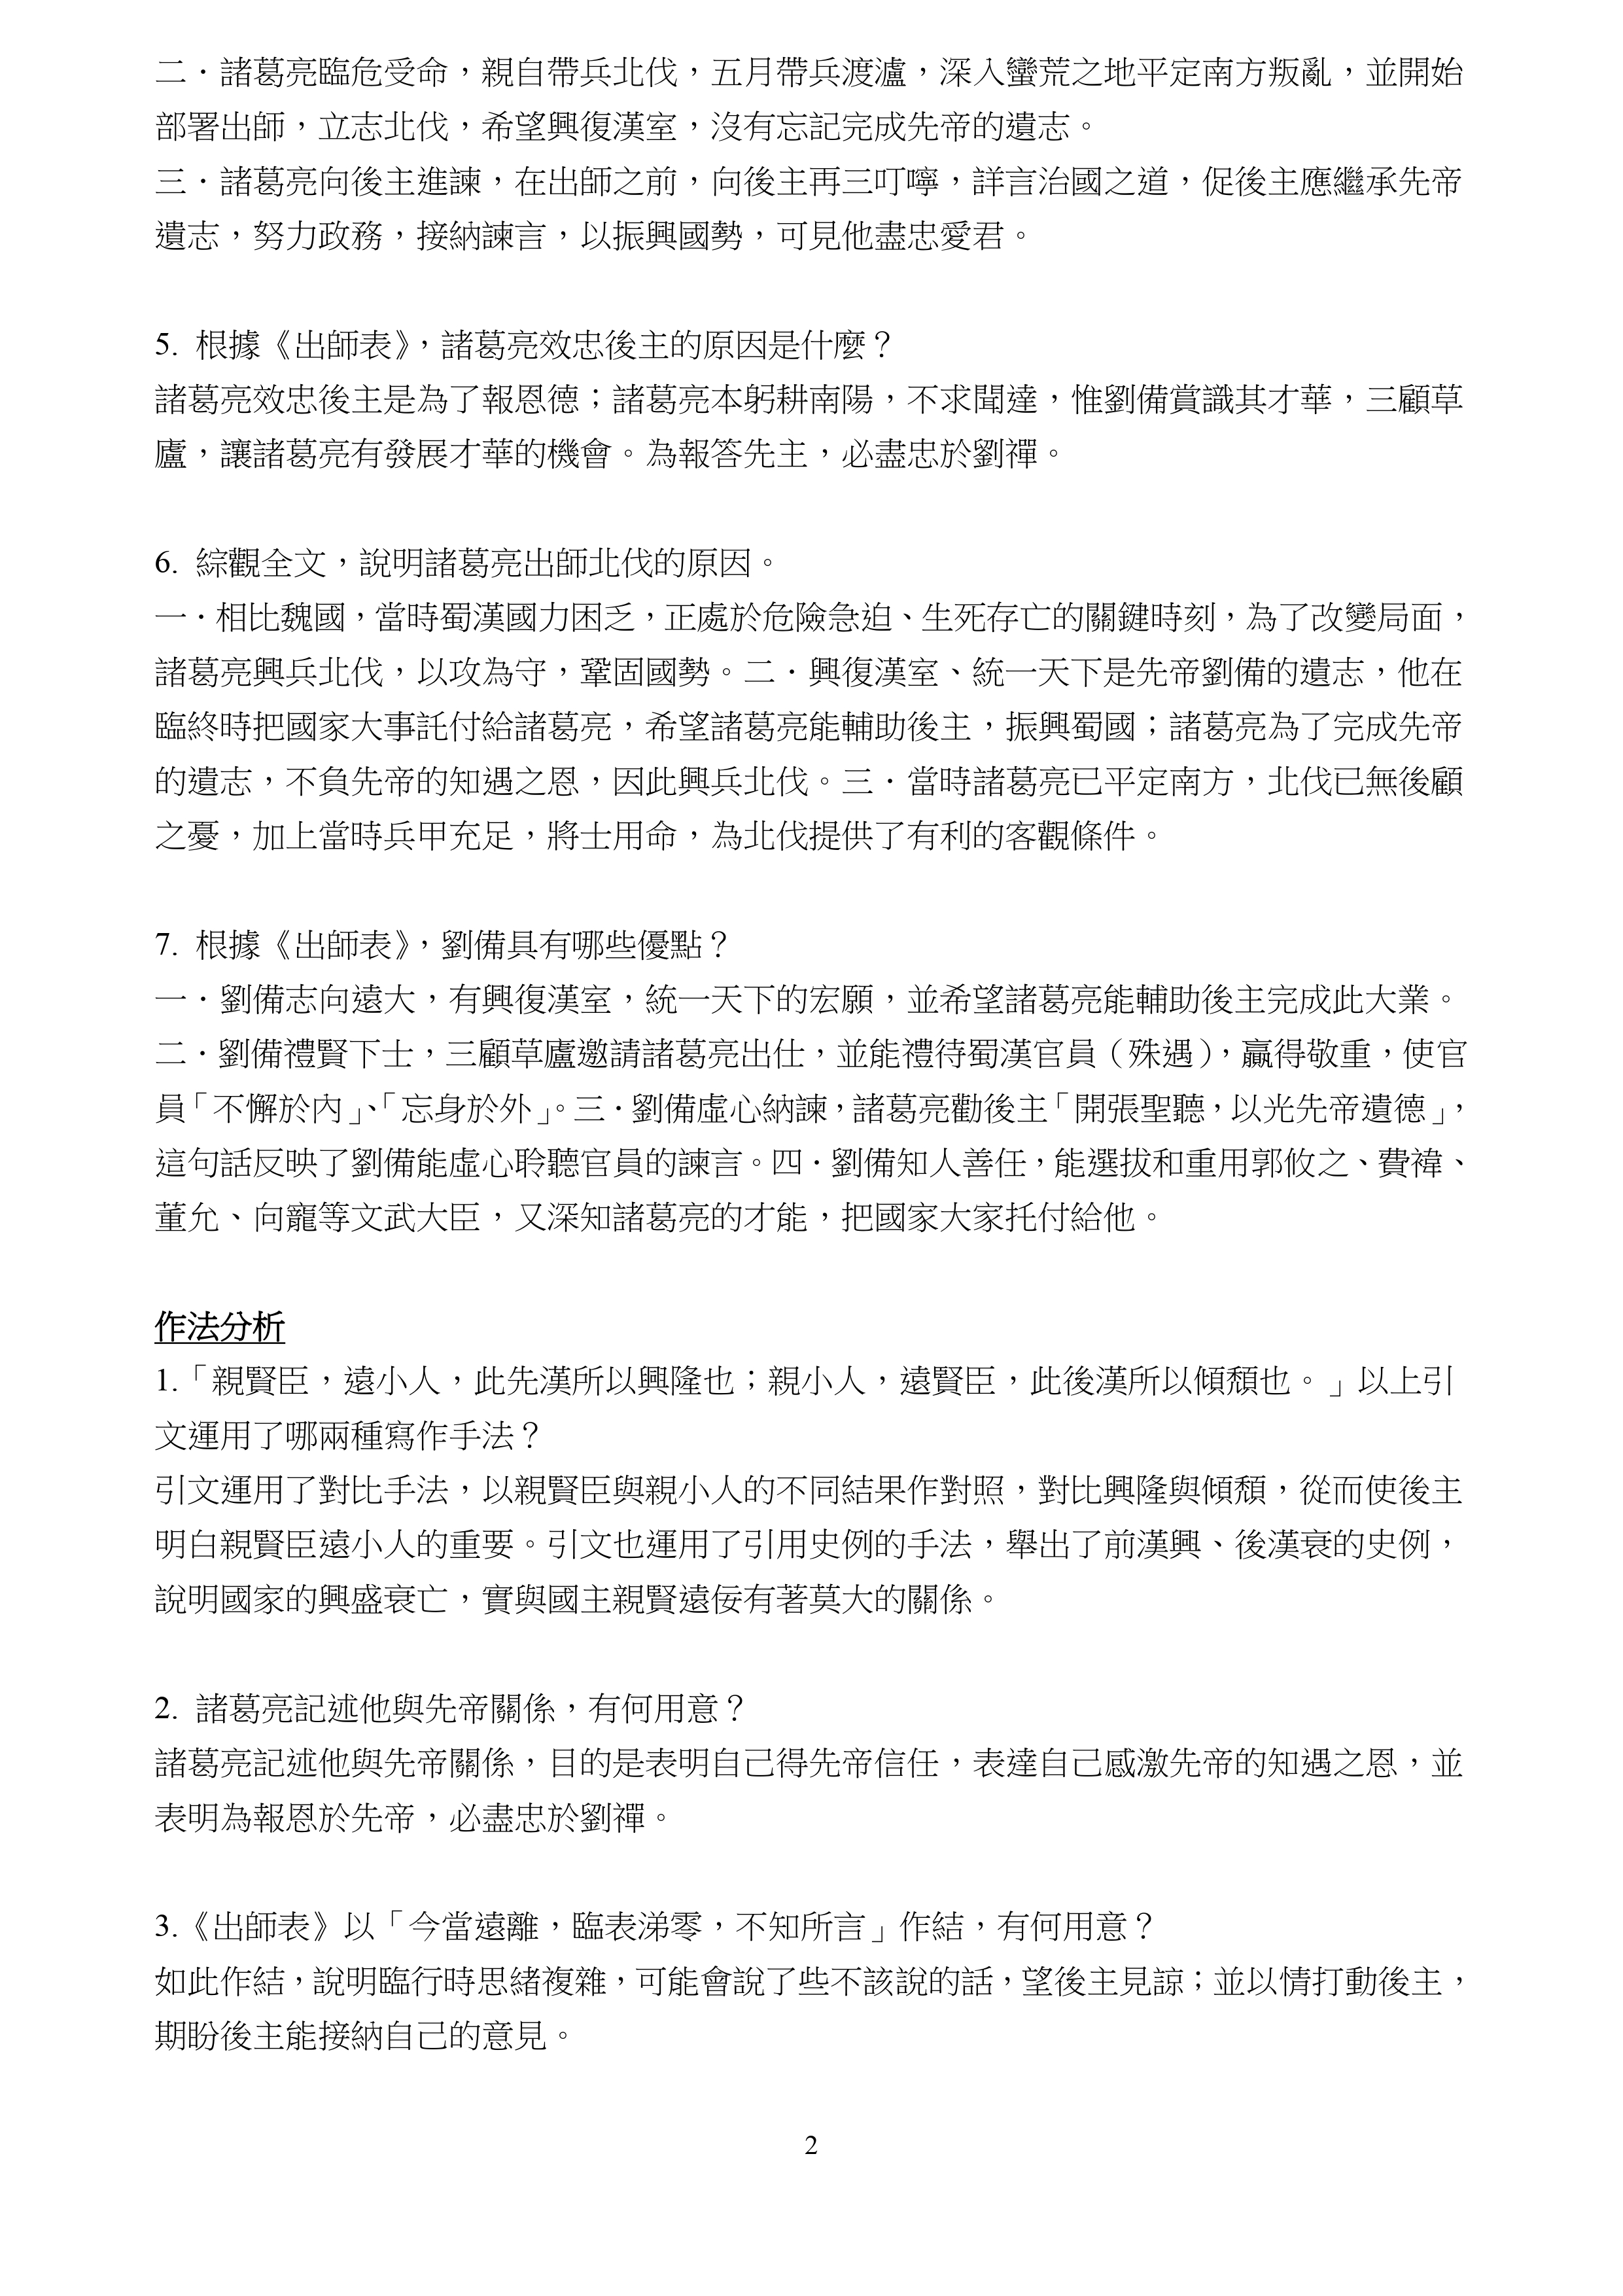 二．諸葛亮臨危受命，親自帶兵北伐，五月帶兵渡瀘，深入蠻荒之地平定南方叛亂，並開始
部署出師，立志北伐，希望興復漢室，沒有忘記完成先帝的遺志。
三．諸葛亮向後主進諫，在出師之前，向後主再三叮嚀，詳言治國之道，促後主應繼承先帝
遺志，努力政務，接納諫言，以振興國勢，可見他盡忠愛君。
5. 根據《出師表》，諸葛亮效忠後主的原因是什麼？
諸葛亮效忠後主是為了報恩德；諸葛亮本躬耕南陽，不求聞達，惟劉備賞識其才華，三顧草
廬，讓諸葛亮有發展才華的機會。為報答先主，必盡忠於劉禪。
6. 綜觀全文，說明諸葛亮出師北伐的原因。
一．相比魏國，當時蜀漢國力困乏，正處於危險急迫、生死存亡的關鍵時刻，為了改變局面，
諸葛亮興兵北伐，以攻為守，鞏固國勢。二．興復漢室、統一天下是先帝劉備的遺志，他在
臨終時把國家大事託付給諸葛亮，希望諸葛亮能輔助後主，振興蜀國；諸葛亮為了完成先帝
的遺志，不負先帝的知遇之恩，因此興兵北伐。三．當時諸葛亮已平定南方，北伐已無後顧
之憂，加上當時兵甲充足，將士用命，為北伐提供了有利的客觀條件。
7. 根據《出師表》，劉備具有哪些優點？
一．劉備志向遠大，有興復漢室，統一天下的宏願，並希望諸葛亮能輔助後主完成此大業。
二．劉備禮賢下士，三顧草廬邀請諸葛亮出仕，並能禮待蜀漢官員（殊遇），贏得敬重，使官
員「不懈於內」、「忘身於外」。三．劉備虛心納諫，諸葛亮勸後主「開張聖聽，以光先帝遺德」，
這句話反映了劉備能虛心聆聽官員的諫言。四．劉備知人善任，能選拔和重用郭攸之、費禕、
董允、向寵等文武大臣，又深知諸葛亮的才能，把國家大家托付給他。
作法分析
1.「親賢臣，遠小人，此先漢所以興隆也；親小人，遠賢臣，此後漢所以傾頹也。」以上引
文運用了哪兩種寫作手法？
引文運用了對比手法，以親賢臣與親小人的不同結果作對照，對比興隆與傾頹，從而使後主
明白親賢臣遠小人的重要。引文也運用了引用史例的手法，舉出了前漢興、後漢衰的史例，
說明國家的興盛衰亡，實與國主親賢遠佞有著莫大的關係。
2. 諸葛亮記述他與先帝關係，有何用意？
諸葛亮記述他與先帝關係，目的是表明自己得先帝信任，表達自己感激先帝的知遇之恩，並
表明為報恩於先帝，必盡忠於劉禪。
3.《出師表》以「今當遠離，臨表涕零，不知所言」作結，有何用意？
如此作結，說明臨行時思緒複雜，可能會說了些不該說的話，望後主見諒；並以情打動後主，
期盼後主能接納自己的意見。
2